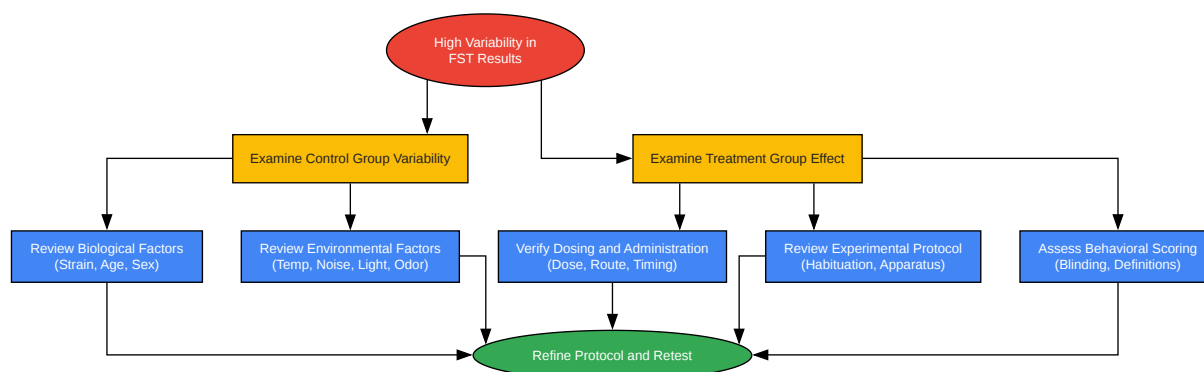 High Variability in
FST Results
Examine Control Group Variability
Examine Treatment Group Effect
Review Biological Factors
(Strain, Age, Sex)
Review Environmental Factors
(Temp, Noise, Light, Odor)
Verify Dosing and Administration
(Dose, Route, Timing)
Review Experimental Protocol
(Habituation, Apparatus)
Assess Behavioral Scoring
(Blinding, Definitions)
Refine Protocol and Retest